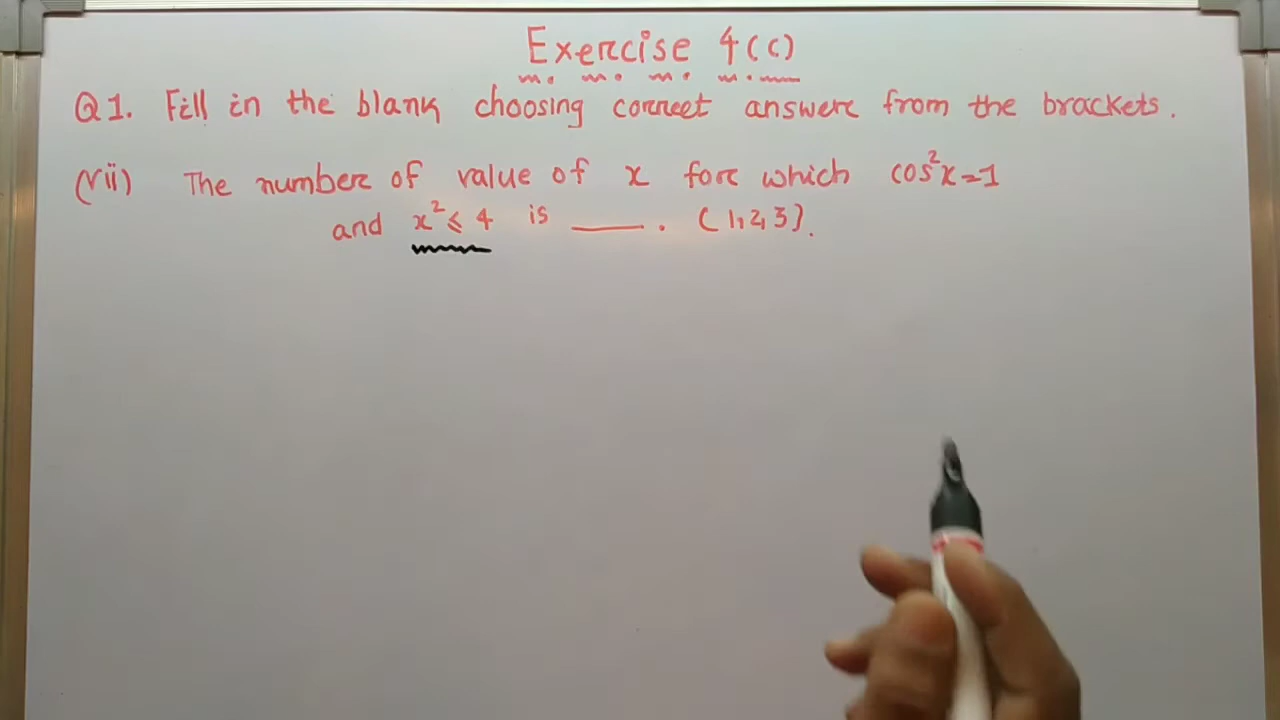 Exercise 4(c)
Q1. Fill in the blank choosing correct answer from the brackets.
(vii) The number of value of x for which cos²x=1
and x² ≤ 4 is ____. (1, 2, 3).